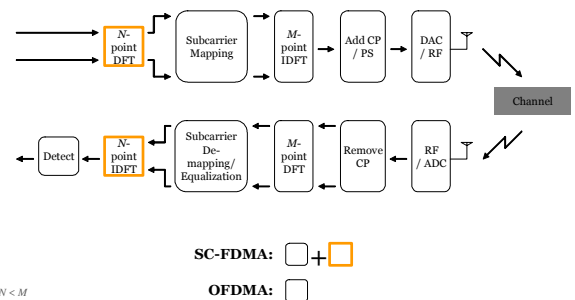 N-
point
DFT
Subcarrier
Mapping
M-
point
IDFT
Add CP
/ PS
DAC
/ RF
Channel
Detect
N-
point
IDFT
Subcarrier
De-
mapping/
Equalization
M-
point
DFT
Remove
CP
RF
/ ADC
SC-FDMA: +
OFDMA:
N < M